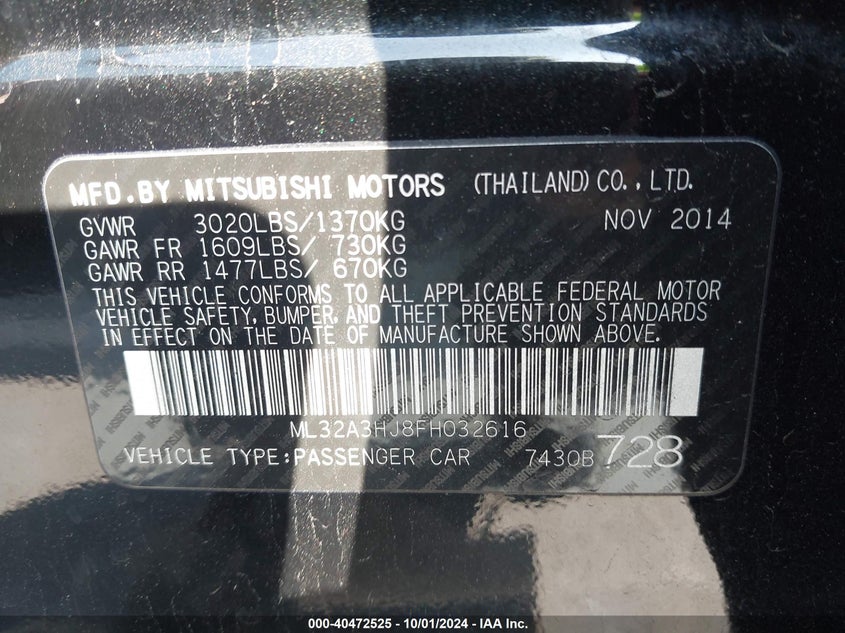 MFD.BY MITSUBISHI MOTORS (THAILAND)CO.,LTD.
GVWR 3020LBS/1370KG NOV 2014
GAWR FR 1609LBS/ 730KG
GAWR RR 1477LBS/ 670KG
THIS VEHICLE CONFORMS TO ALL APPLICABLE FEDERAL MOTOR
VEHICLE SAFETY, BUMPER, AND THEFT PREVENTION STANDARDS
IN EFFECT ON THE DATE OF MANUFACTURE SHOWN ABOVE.
ML32A3HJ8FH032616
VEHICLE TYPE:PASSENGER CAR 7430B 728
000-40472525 - 10/01/2024 - IAA Inc.